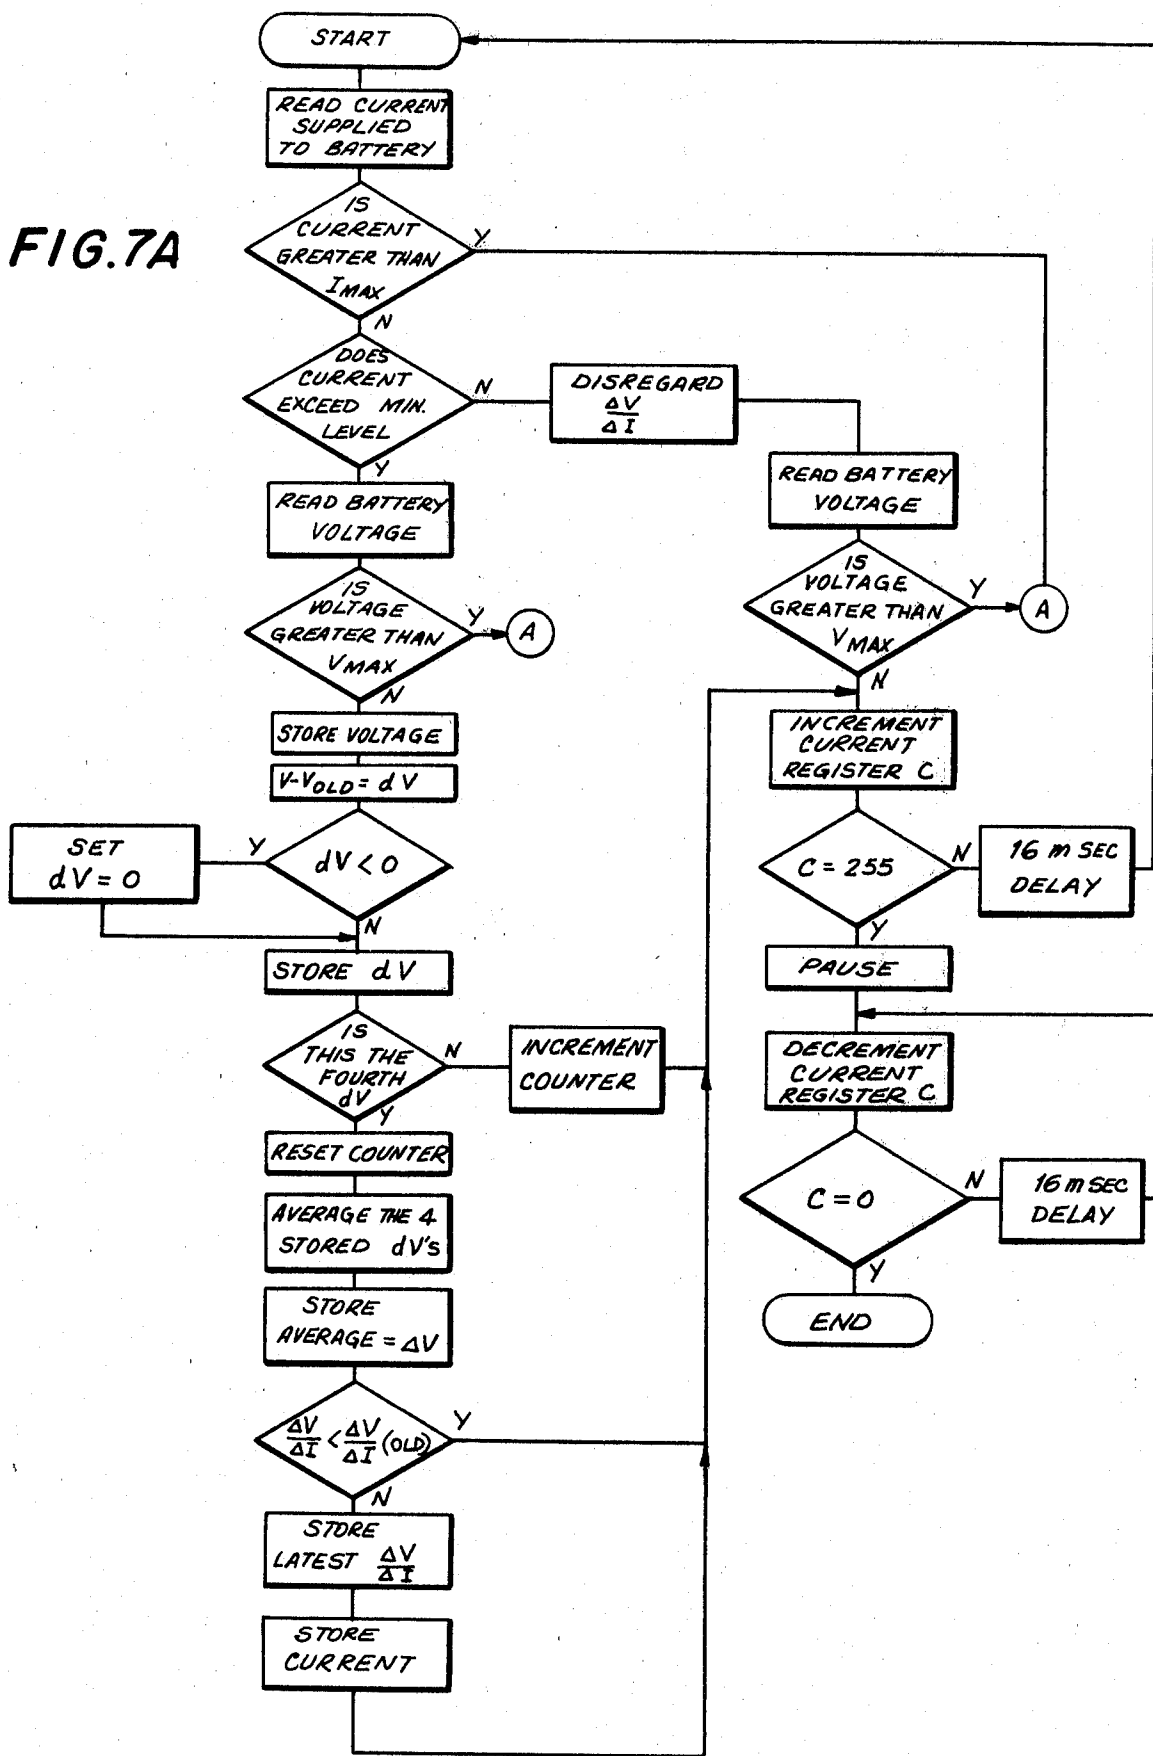 START
READ CURRENT
SUPPLIED
TO BATTERY
FIG.7A
IS
CURRENT
GREATER THAN
IMAX
Y
N
DOES
CURRENT
EXCEED MIN.
LEVEL
N
Y
DISREGARD
ΔV
ΔI
READ BATTERY
VOLTAGE
IS
VOLTAGE
GREATER THAN
VMAX
Y
A
N
READ BATTERY
VOLTAGE
IS
VOLTAGE
GREATER THAN
VMAX
Y
A
N
STORE VOLTAGE
V-VOLD = dV
dV < 0
Y
SET
dV = 0
N
STORE dV
IS
THIS THE
FOURTH
dV
N
Y
INCREMENT
COUNTER
RESET COUNTER
AVERAGE THE 4
STORED dV's
STORE
AVERAGE = ΔV
ΔV/ΔI < ΔV/ΔI (OLD)
Y
N
STORE
LATEST ΔV/ΔI
STORE
CURRENT
INCREMENT
CURRENT
REGISTER C
C = 255
N
16 m SEC
DELAY
Y
PAUSE
DECREMENT
CURRENT
REGISTER C
C = 0
N
16 m SEC
DELAY
Y
END